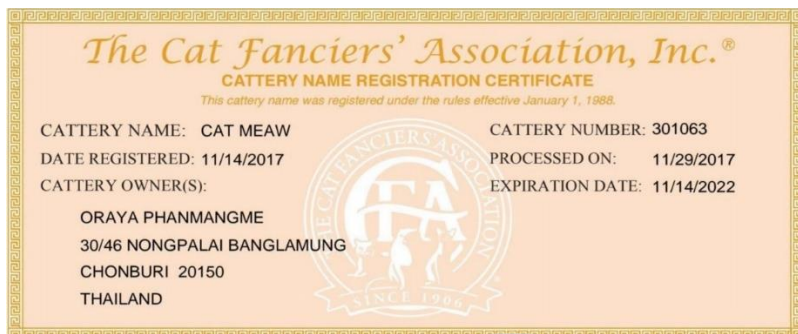 The Cat Fanciers' Association, Inc.®
CATTERY NAME REGISTRATION CERTIFICATE
This cattery name was registered under the rules effective January 1, 1988.
CATTERY NAME: CAT MEAW
CATTERY NUMBER: 301063
DATE REGISTERED: 11/14/2017
PROCESSED ON: 11/29/2017
CATTERY OWNER(S):
EXPIRATION DATE: 11/14/2022
ORAYA PHANMANGME
30/46 NONGPALAI BANGLAMUNG
CHONBURI 20150
THAILAND
THE CAT FANCIERS ASSOCIATION
CFA
SINCE 1906